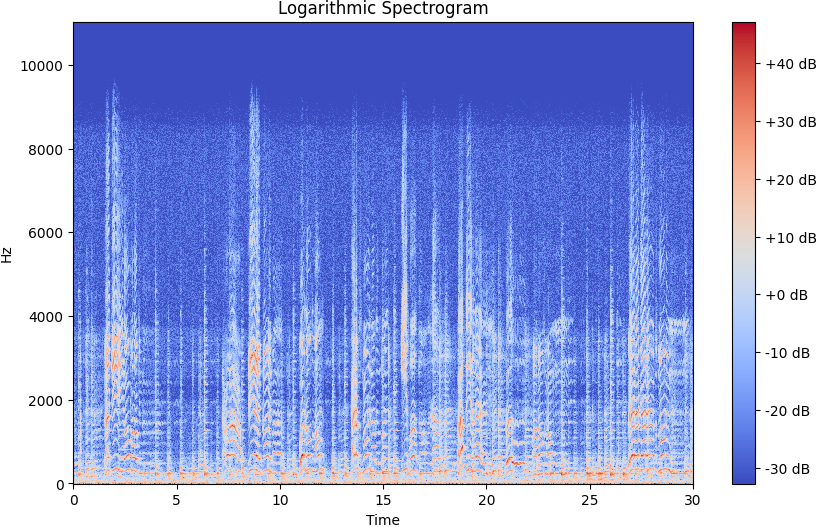 Logarithmic Spectrogram
Hz
10000
8000
6000
4000
2000
0
0 5 10 15 20 25 30
Time
+40 dB
+30 dB
+20 dB
+10 dB
+0 dB
-10 dB
-20 dB
-30 dB